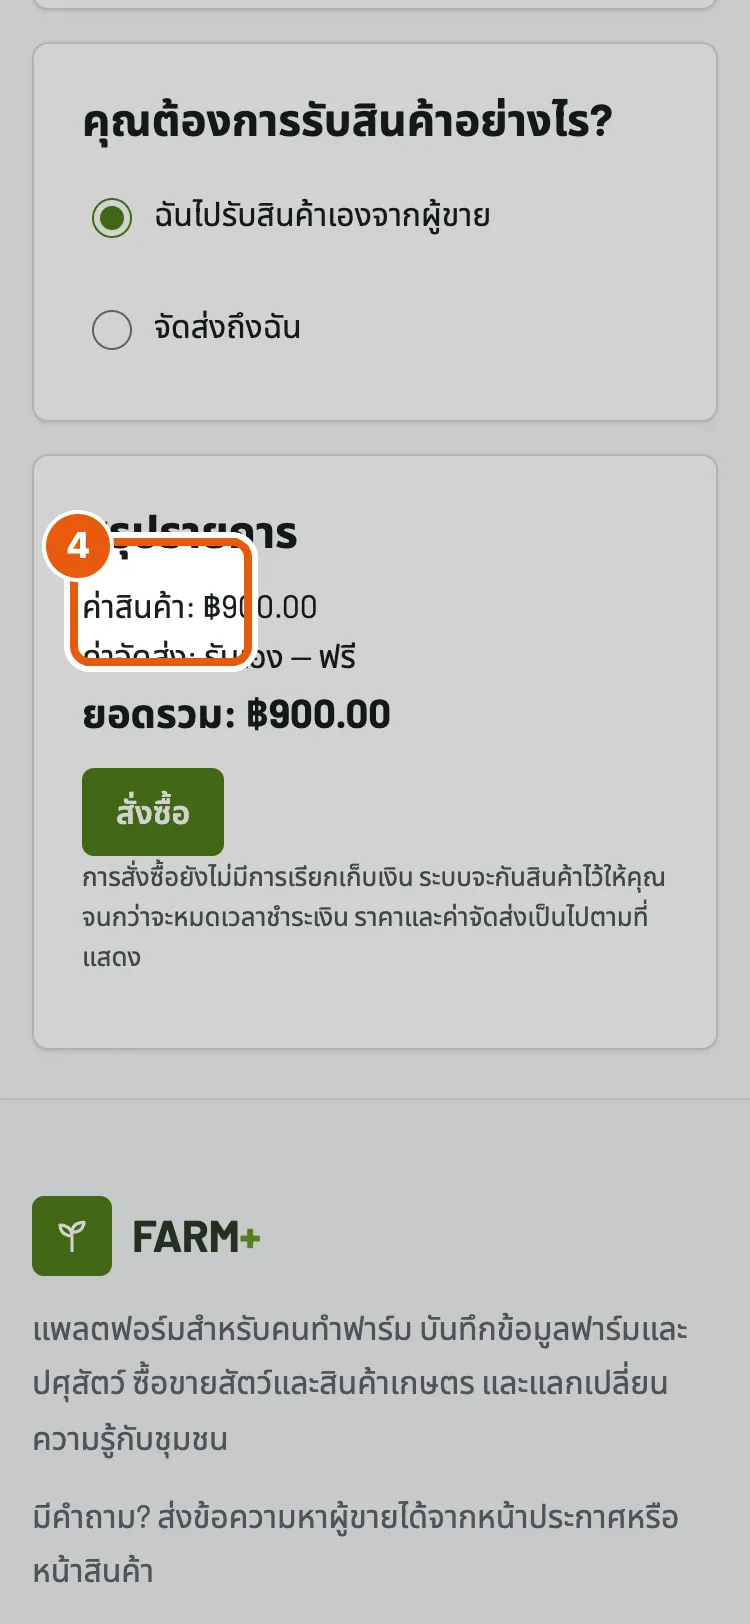 คุณต้องการรับสินค้าอย่างไร?
ฉันไปรับสินค้าเองจากผู้ขาย
จัดส่งถึงฉัน
4
ค่าสินค้า: ฿900.00
ค่าจัดส่ง: รับเอง – ฟรี
ยอดรวม: ฿900.00
สั่งซื้อ
การสั่งซื้อยังไม่มีการเรียกเก็บเงิน ระบบจะกันสินค้าไว้ให้คุณ
จนกว่าจะหมดเวลาชำระเงิน ราคาและค่าจัดส่งเป็นไปตามที่
แสดง
FARM+
แพลตฟอร์มสำหรับคนทำฟาร์ม บันทึกข้อมูลฟาร์มและ
ปศุสัตว์ ซื้อขายสัตว์และสินค้าเกษตร และแลกเปลี่ยน
ความรู้กับชุมชน
มีคำถาม? ส่งข้อความหาผู้ขายได้จากหน้าประกาศหรือ
หน้าสินค้า